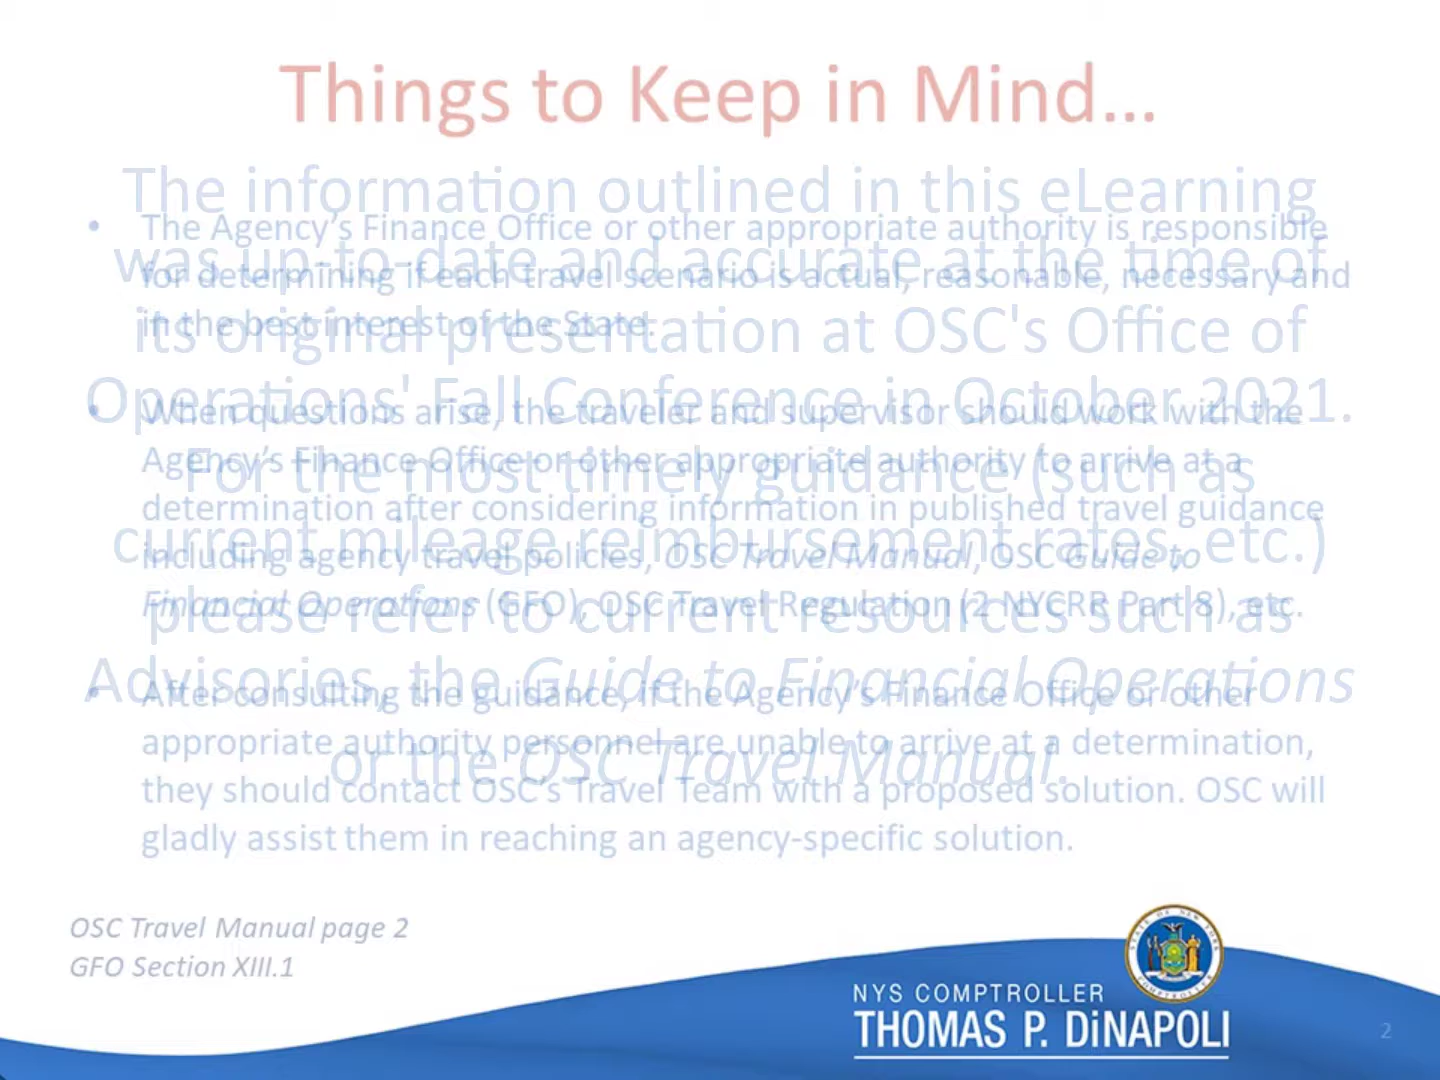 Things to Keep in Mind...
The information outlined in this eLearning
was up-to-date and accurate at the time of
its original presentation at OSC's Office of
Operations' Fall Conference in October 2021.
For the most timely guidance (such as
current mileage reimbursement rates, etc.)
please refer to current resources such as
Advisories, the Guide to Financial Operations
or the OSC Travel Manual.
• The Agency's Finance Office or other appropriate authority is responsible
for determining if each travel scenario is actual, reasonable, necessary and
in the best interest of the State.
• When questions arise, the traveler and supervisor should work with the
Agency's Finance Office or other appropriate authority to arrive at a
determination after considering information in published travel guidance
including agency travel policies, OSC Travel Manual, OSC Guide to
Financial Operations (GFO), OSC Travel Regulation (2 NYCRR Part 8), etc.
• After consulting the guidance, if the Agency's Finance Office or other
appropriate authority personnel are unable to arrive at a determination,
they should contact OSC's Travel Team with a proposed solution. OSC will
gladly assist them in reaching an agency-specific solution.
OSC Travel Manual page 2
GFO Section XIII.1
STATE OF NEW YORK
COMPTROLLER
NYS COMPTROLLER
THOMAS P. DiNAPOLI
2